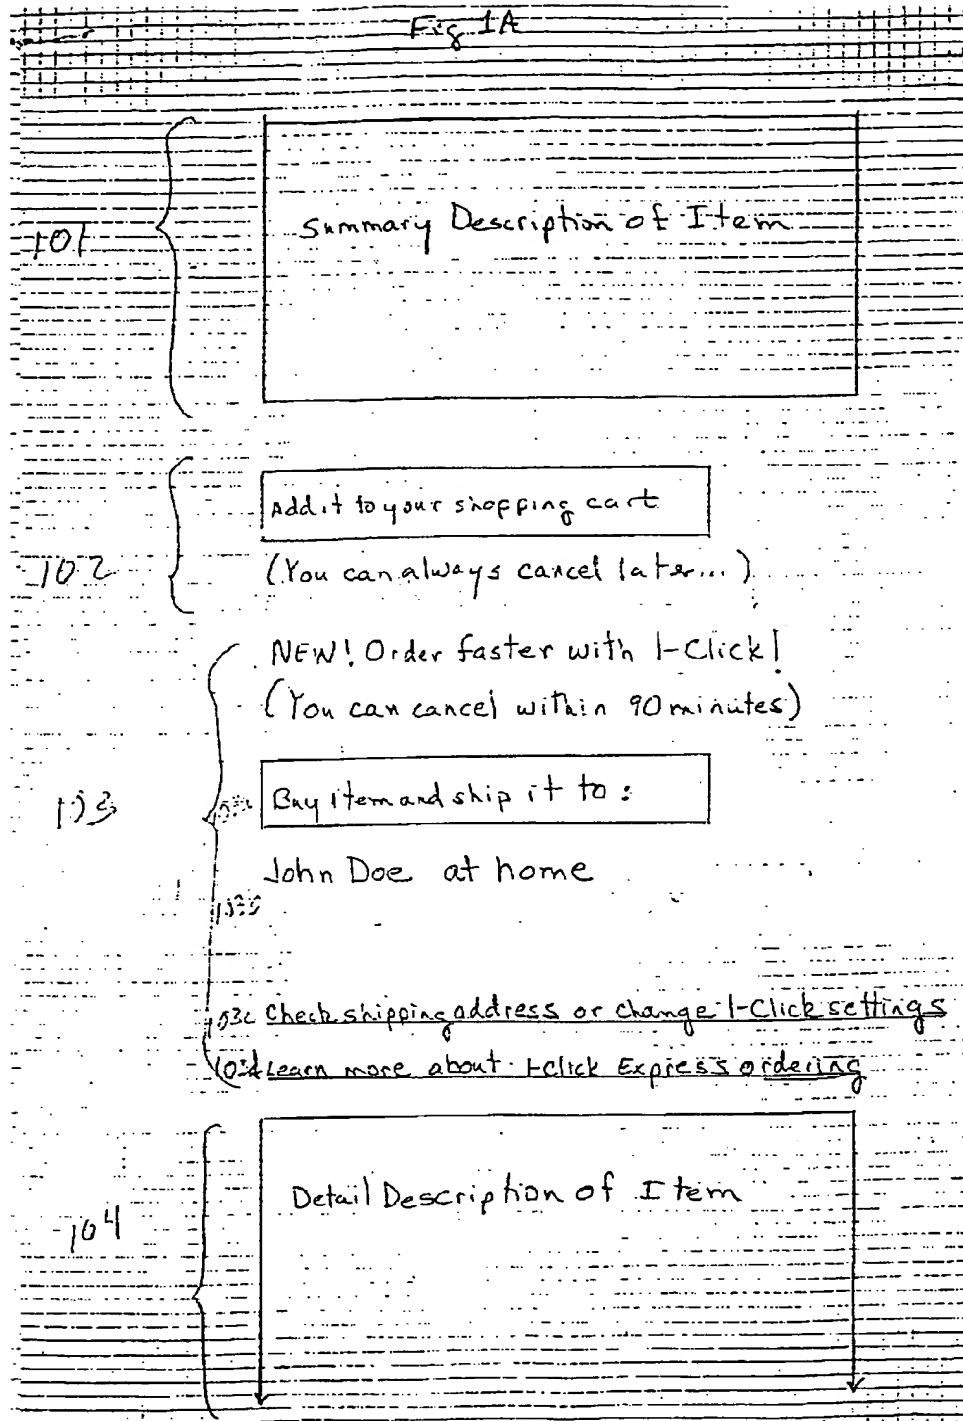 Fig 1A
101
Summary Description of Item
Add it to your shopping cart
102
(You can always cancel later...)
NEW! Order faster with 1-Click!
(You can cancel within 90 minutes)
103
Buy item and ship it to:
John Doe at home
103c Check shipping address or change 1-Click settings
103d Learn more about 1-Click Express ordering
104
Detail Description of Item